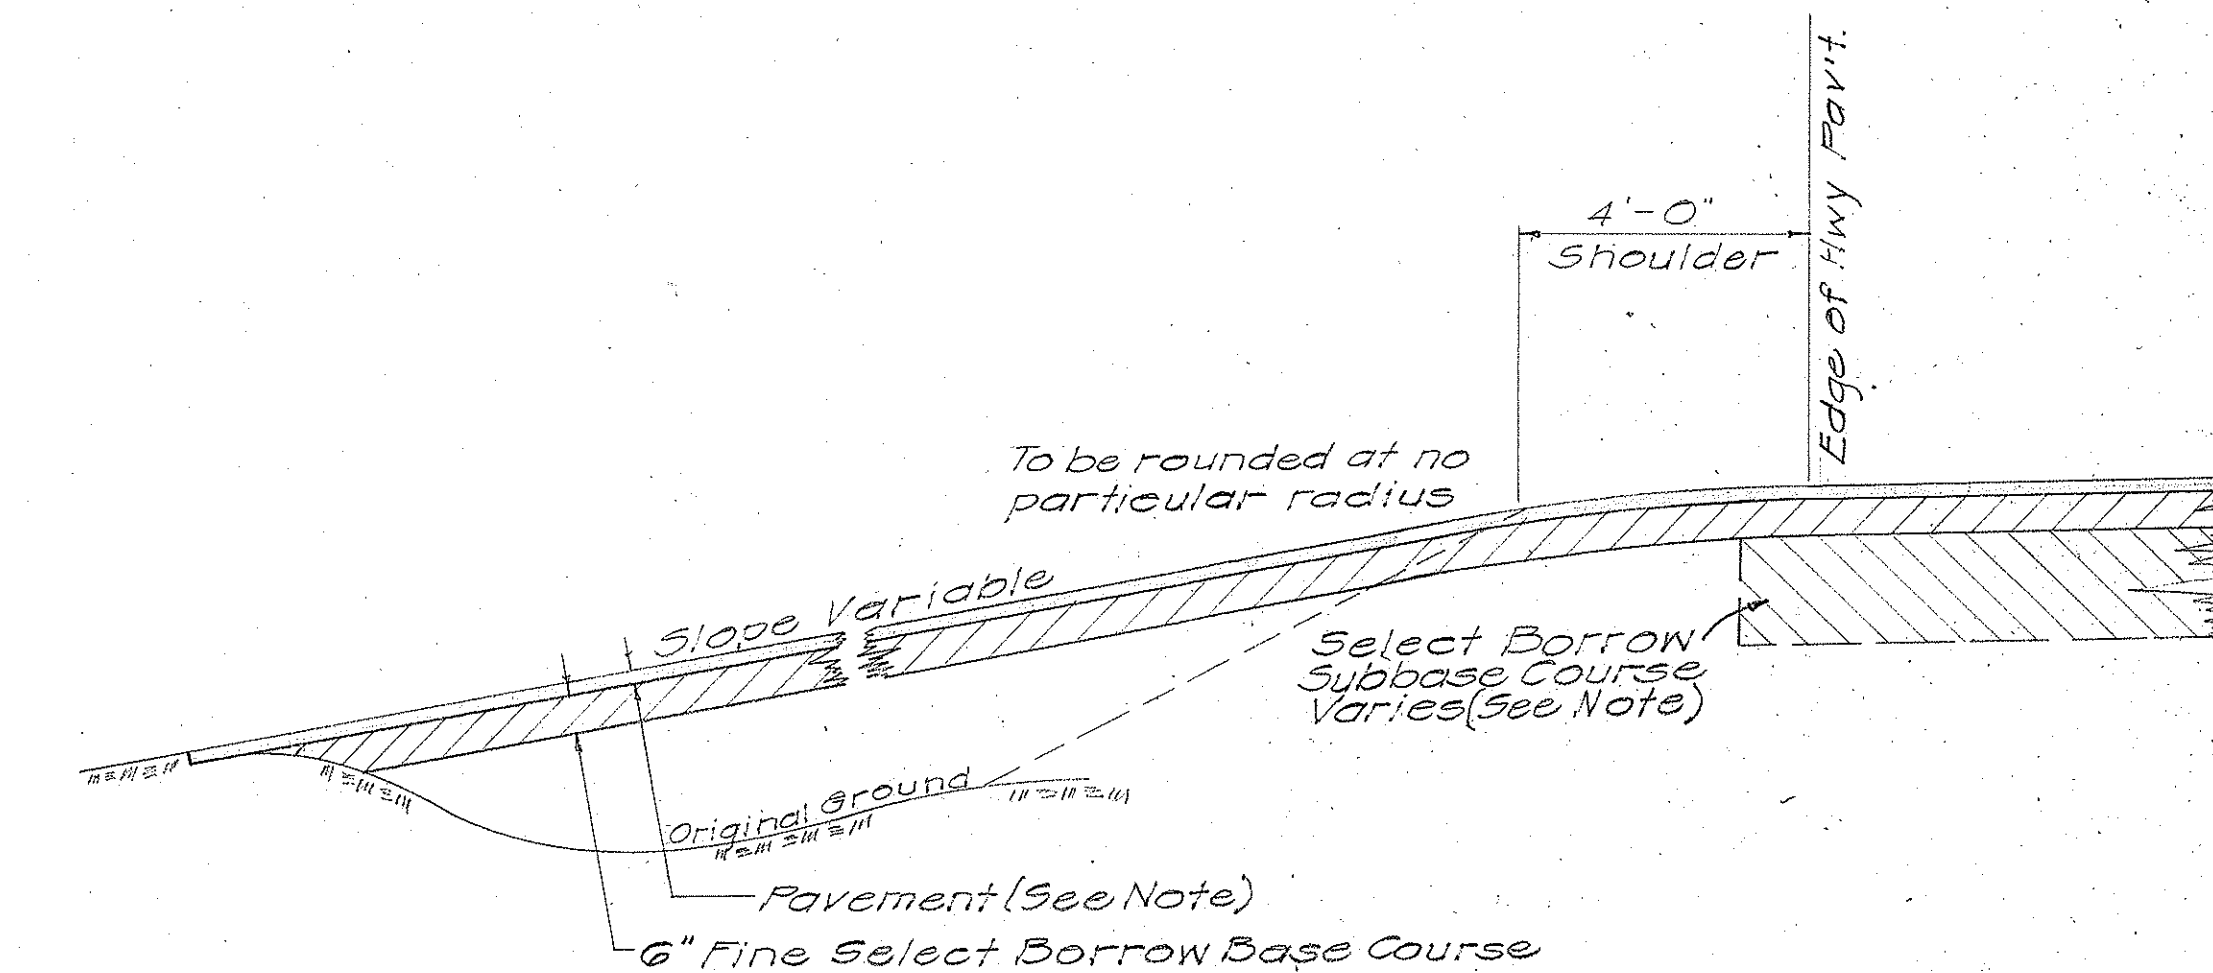 Edge of Hwy Pav't.
4'-0"
Shoulder
To be rounded at no
particular radius
Slope Variable
Select Borrow
Subbase Course
Varies(See Note)
Original Ground
Pavement(See Note)
6" Fine Select Borrow Base Course